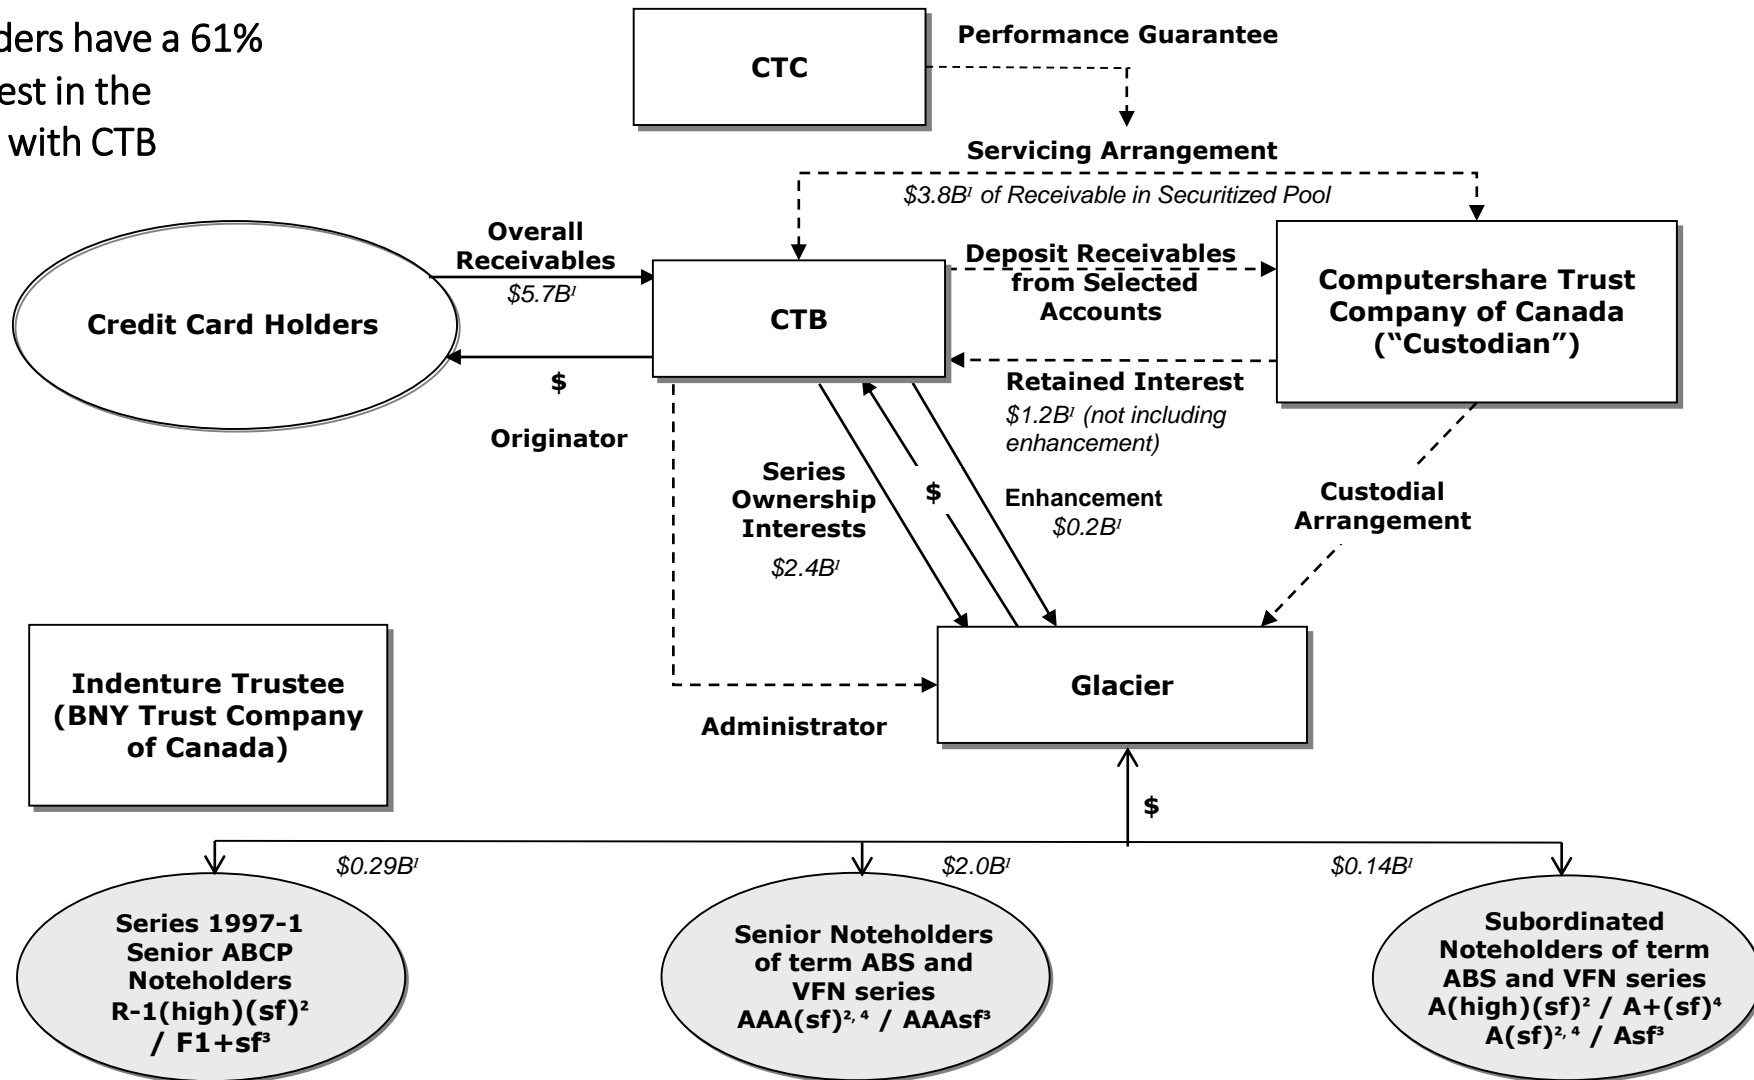 ders have a 61%
est in the
with CTB
CTC
Performance Guarantee
Servicing Arrangement
$3.8B¹ of Receivable in Securitized Pool
Overall
Receivables
$5.7B¹
Credit Card Holders
$
Originator
CTB
Deposit Receivables
from Selected
Accounts
Computershare Trust
Company of Canada
(“Custodian”)
Retained Interest
$1.2B¹ (not including
enhancement)
Series
Ownership
Interests
$2.4B¹
$
Enhancement
$0.2B¹
Custodial
Arrangement
Indenture Trustee
(BNY Trust Company
of Canada)
Administrator
Glacier
$
$0.29B¹
$2.0B¹
$0.14B¹
Series 1997-1
Senior ABCP
Noteholders
R-1(high)(sf)²
/ F1+sf³
Senior Noteholders
of term ABS and
VFN series
AAA(sf)²,⁴ / AAAsf³
Subordinated
Noteholders of term
ABS and VFN series
A(high)(sf)² / A+(sf)⁴
A(sf)²,⁴ / Asf³